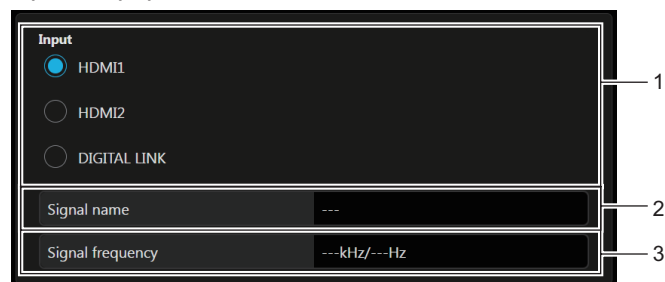 Input
HDMI1
HDMI2
DIGITAL LINK
1
Signal name
---
2
Signal frequency
---kHz/---Hz
3